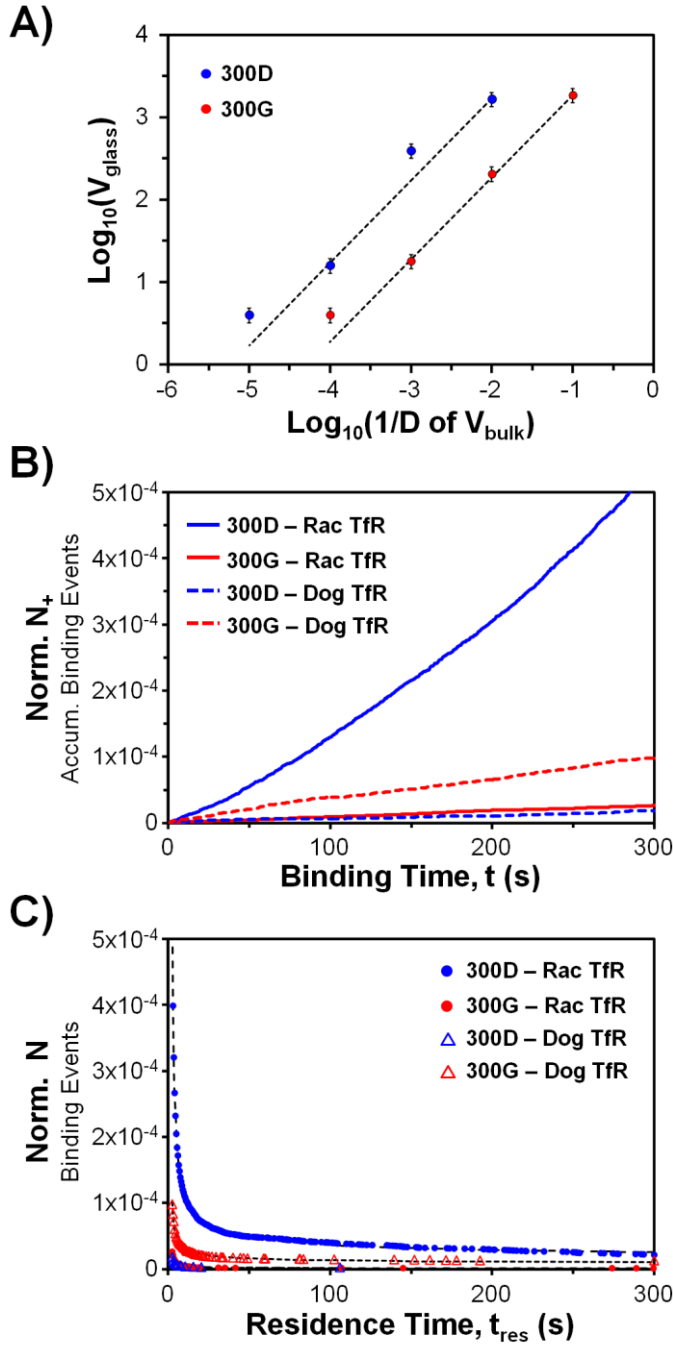 A)
4
3
2
1
0
Log10(Vglass)
300D
300G
-6 -5 -4 -3 -2 -1 0
Log10(1/D of Vbulk)
B)
5x10-4
4x10-4
3x10-4
2x10-4
1x10-4
0
Norm. N+
Accum. Binding Events
300D – Rac TfR
300G – Rac TfR
300D – Dog TfR
300G – Dog TfR
0 100 200 300
Binding Time, t (s)
C)
5x10-4
4x10-4
3x10-4
2x10-4
1x10-4
0
Norm. N
Binding Events
300D – Rac TfR
300G – Rac TfR
300D – Dog TfR
300G – Dog TfR
0 100 200 300
Residence Time, tres (s)